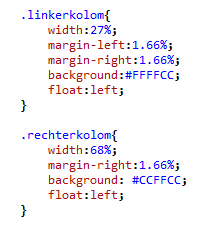 .linkerkolom{
width:27%;
margin-left:1.66%;
margin-right:1.66%;
background:#FFFFCC;
float:left;
}
.rechterkolom{
width:68%;
margin-right:1.66%;
background: #CCFFCC;
float:left;
}